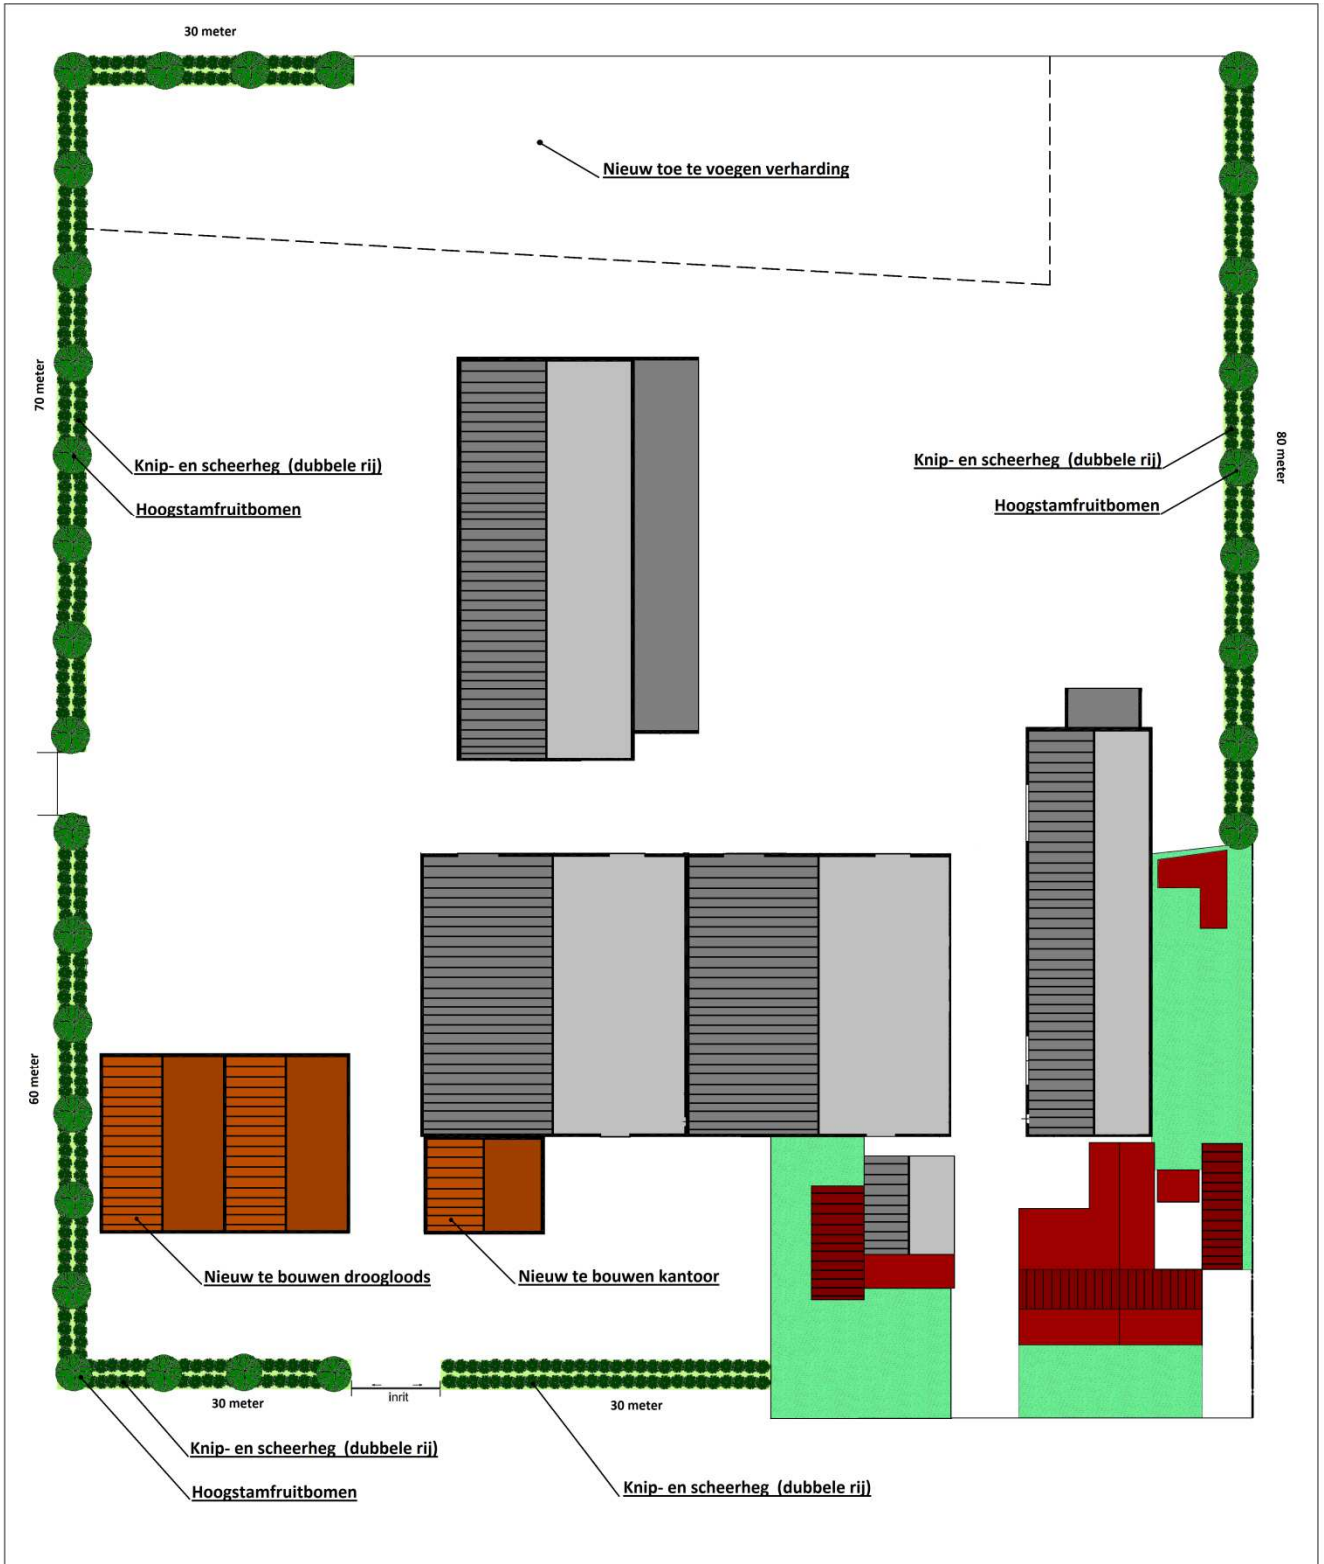 30 meter
Nieuw toe te voegen verharding
70 meter
Knip- en scheerheg (dubbele rij)
Hoogstamfruitbomen
Knip- en scheerheg (dubbele rij)
Hoogstamfruitbomen
80 meter
60 meter
Nieuw te bouwen droogloods
Nieuw te bouwen kantoor
30 meter
inrit
30 meter
Knip- en scheerheg (dubbele rij)
Hoogstamfruitbomen
Knip- en scheerheg (dubbele rij)